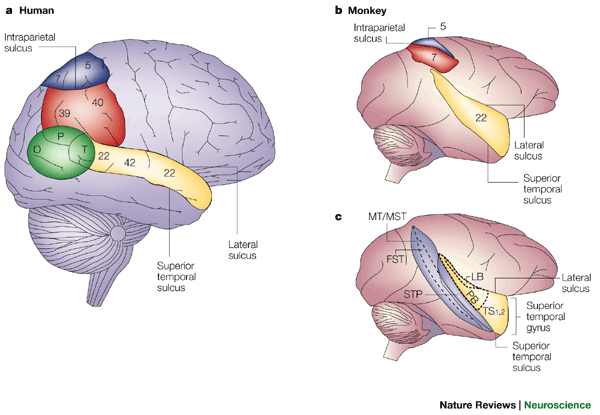 a Human
Intraparietal
sulcus
7
5
40
39
P
O
T
22
42
22
Lateral
sulcus
Superior
temporal
sulcus
b Monkey
Intraparietal
sulcus
5
7
22
Lateral
sulcus
Superior
temporal
sulcus
c
MT/MST
FST
STP
LB
PB
TS1,2
Lateral
sulcus
Superior
temporal
gyrus
Superior
temporal
sulcus
Nature Reviews | Neuroscience